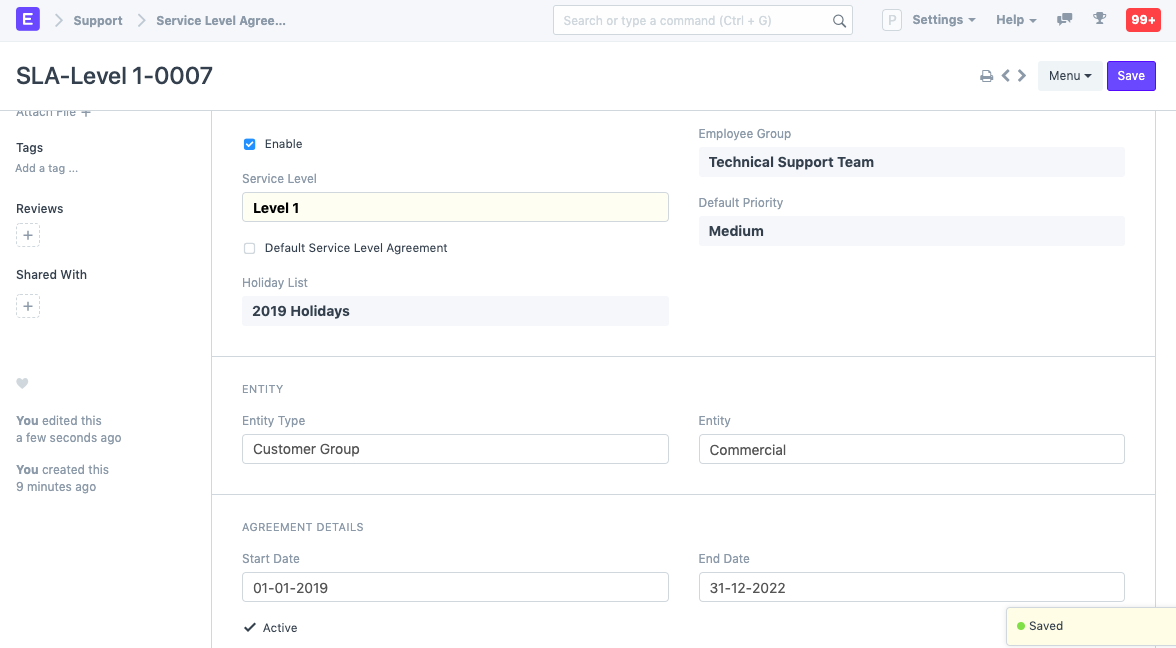 E
Support
Service Level Agree...
Search or type a command (Ctrl + G)
P
Settings
Help
99+
SLA-Level 1-0007
Menu
Save
Attach File +
Tags
Add a tag ...
Reviews
+
Shared With
+
You edited this
a few seconds ago
You created this
9 minutes ago
Enable
Service Level
Level 1
Default Service Level Agreement
Holiday List
2019 Holidays
Employee Group
Technical Support Team
Default Priority
Medium
ENTITY
Entity Type
Customer Group
Entity
Commercial
AGREEMENT DETAILS
Start Date
01-01-2019
End Date
31-12-2022
Active
Saved